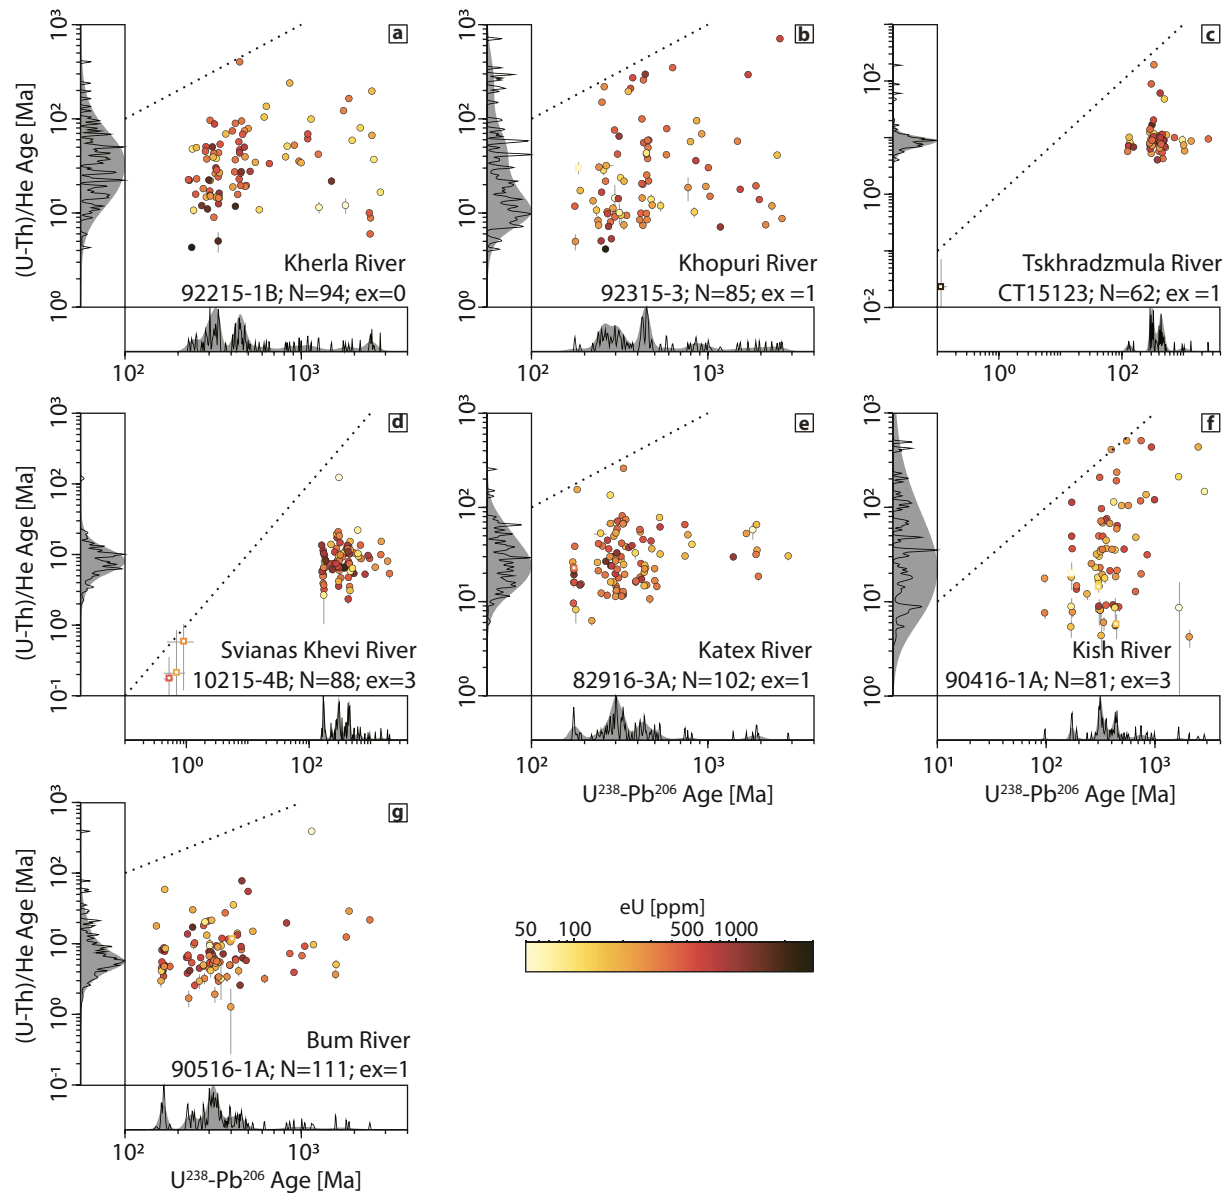 a
(U-Th)/He Age [Ma]
10³
10²
10¹
10⁰
Kherla River
92215-1B; N=94; ex=0
10² 10³
b
10³
10²
10¹
10⁰
Khopuri River
92315-3; N=85; ex =1
10² 10³
c
10²
10⁰
10⁻²
Tskhradzmula River
CT15123; N=62; ex =1
10⁰ 10²
d
(U-Th)/He Age [Ma]
10³
10²
10¹
10⁰
10⁻¹
Svianas Khevi River
10215-4B; N=88; ex=3
10⁰ 10²
e
10³
10²
10¹
10⁰
Katex River
82916-3A; N=102; ex=1
10² 10³
U²³⁸-Pb²⁰⁶ Age [Ma]
f
10³
10²
10¹
10⁰
Kish River
90416-1A; N=81; ex=3
10¹ 10³
U²³⁸-Pb²⁰⁶ Age [Ma]
g
(U-Th)/He Age [Ma]
10³
10²
10¹
10⁰
10⁻¹
Bum River
90516-1A; N=111; ex=1
10² 10³
U²³⁸-Pb²⁰⁶ Age [Ma]
eU [ppm]
50 100 500 1000